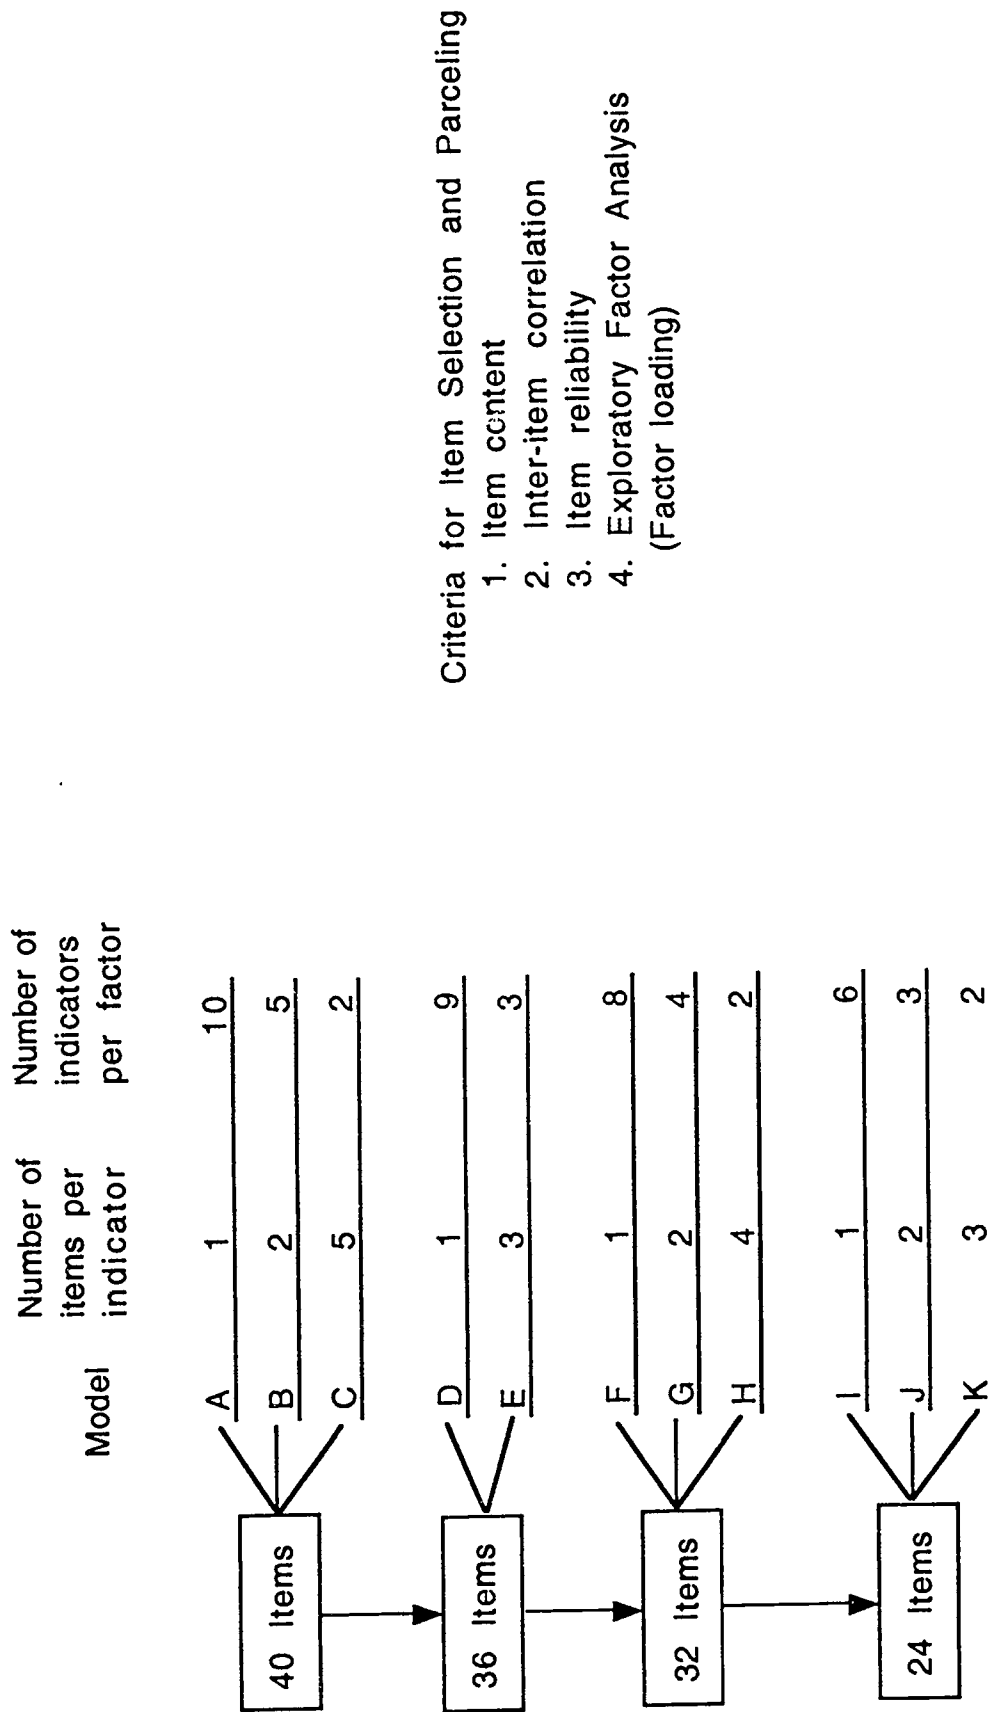 Model
Number of
items per
indicator
Number of
indicators
per factor
40 Items
A 1 10
B 2 5
C 5 2
36 Items
D 1 9
E 3 3
32 Items
F 1 8
G 2 4
H 4 2
24 Items
I 1 6
J 2 3
K 3 2
Criteria for Item Selection and Parceling
1. Item content
2. Inter-item correlation
3. Item reliability
4. Exploratory Factor Analysis
(Factor loading)